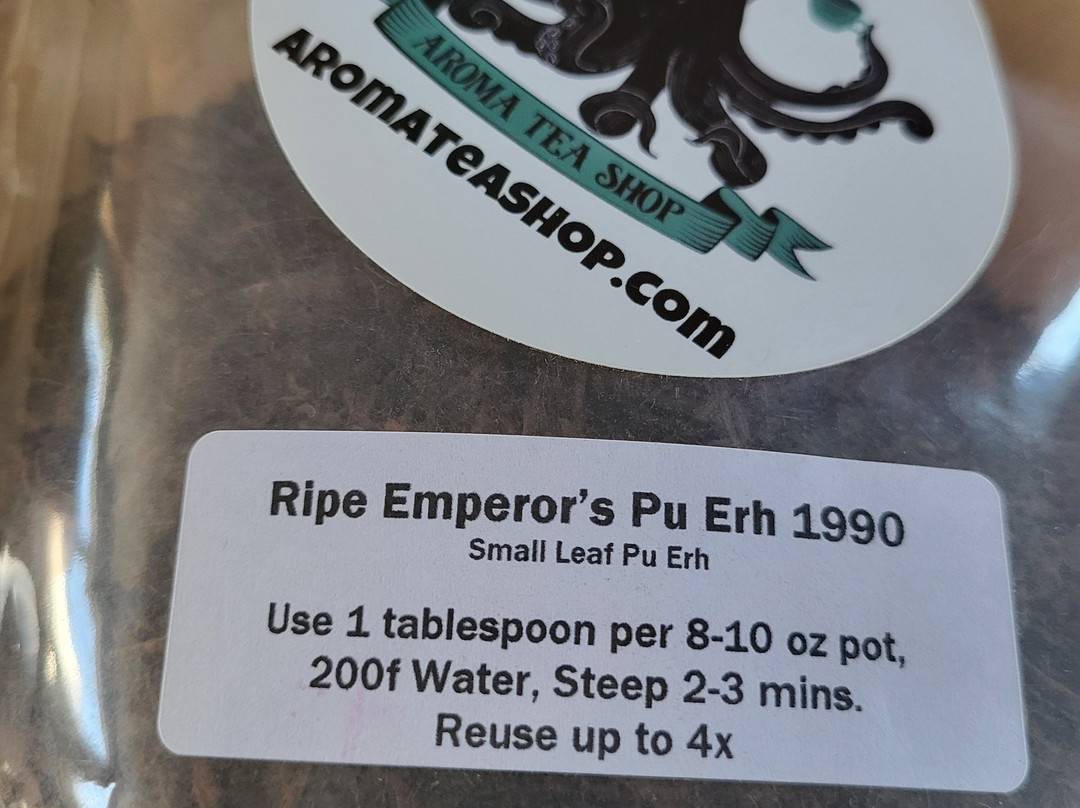 AROMA TEA SHOP
AROMATEASHOP.COM
Ripe Emperor's Pu Erh 1990
Small Leaf Pu Erh
Use 1 tablespoon per 8-10 oz pot,
200f Water, Steep 2-3 mins.
Reuse up to 4x